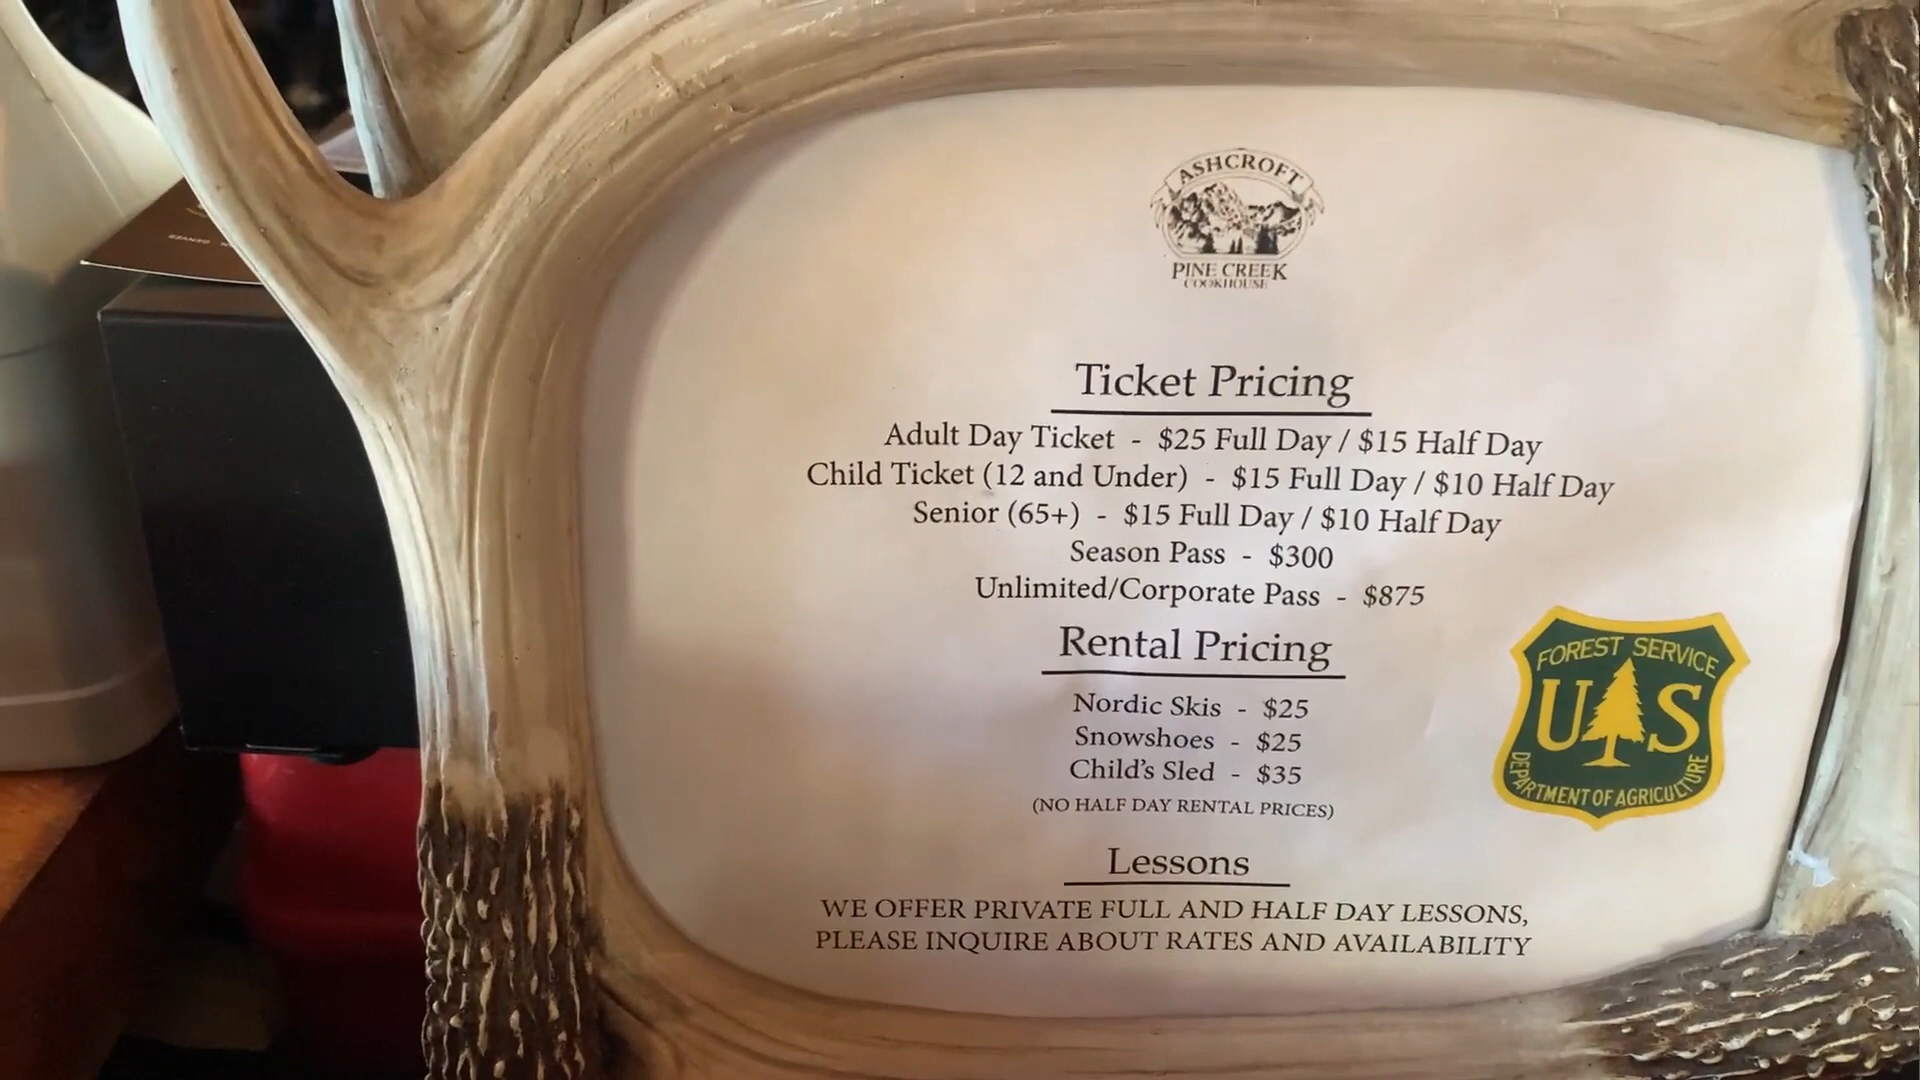 ASHCROFT
PINE CREEK
COOKHOUSE
Ticket Pricing
Adult Day Ticket - $25 Full Day / $15 Half Day
Child Ticket (12 and Under) - $15 Full Day / $10 Half Day
Senior (65+) - $15 Full Day / $10 Half Day
Season Pass - $300
Unlimited/Corporate Pass - $875
Rental Pricing
Nordic Skis - $25
Snowshoes - $25
Child's Sled - $35
(NO HALF DAY RENTAL PRICES)
FOREST SERVICE
U S
DEPARTMENT OF AGRICULTURE
Lessons
WE OFFER PRIVATE FULL AND HALF DAY LESSONS,
PLEASE INQUIRE ABOUT RATES AND AVAILABILITY